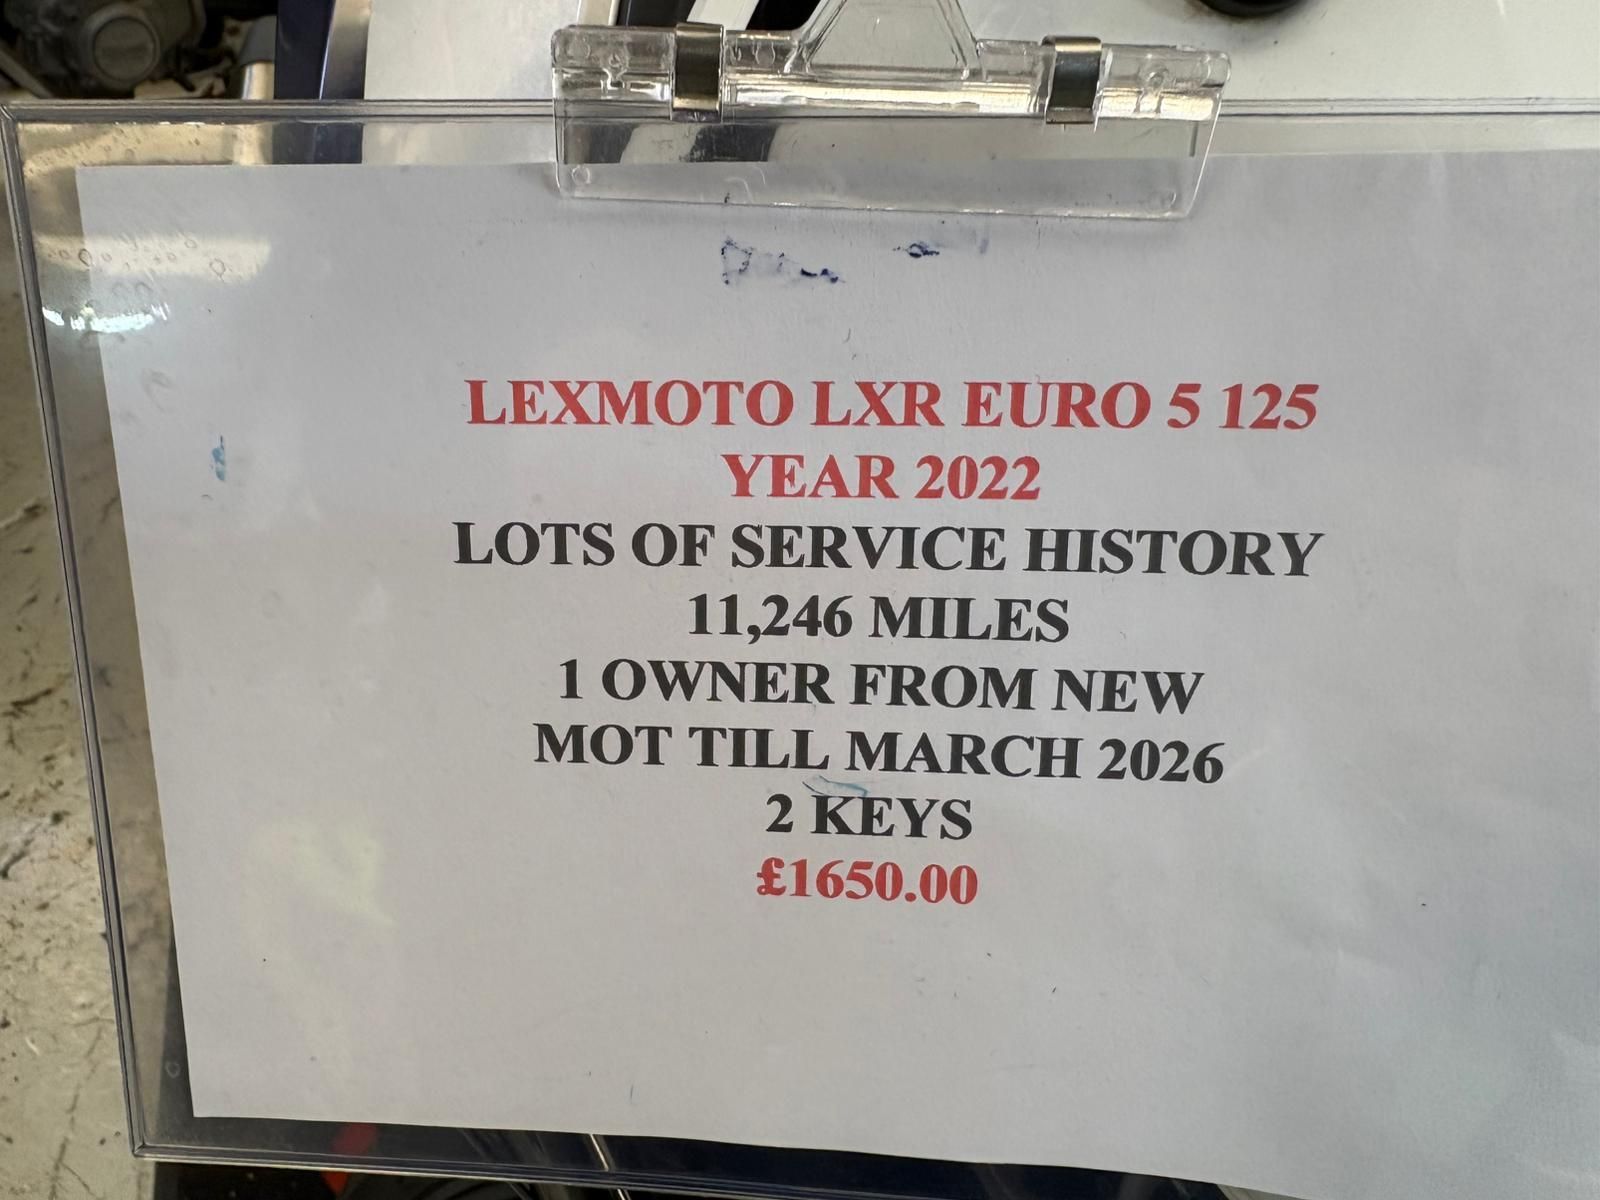 LEXMOTO LXR EURO 5 125
YEAR 2022
LOTS OF SERVICE HISTORY
11,246 MILES
1 OWNER FROM NEW
MOT TILL MARCH 2026
2 KEYS
£1650.00